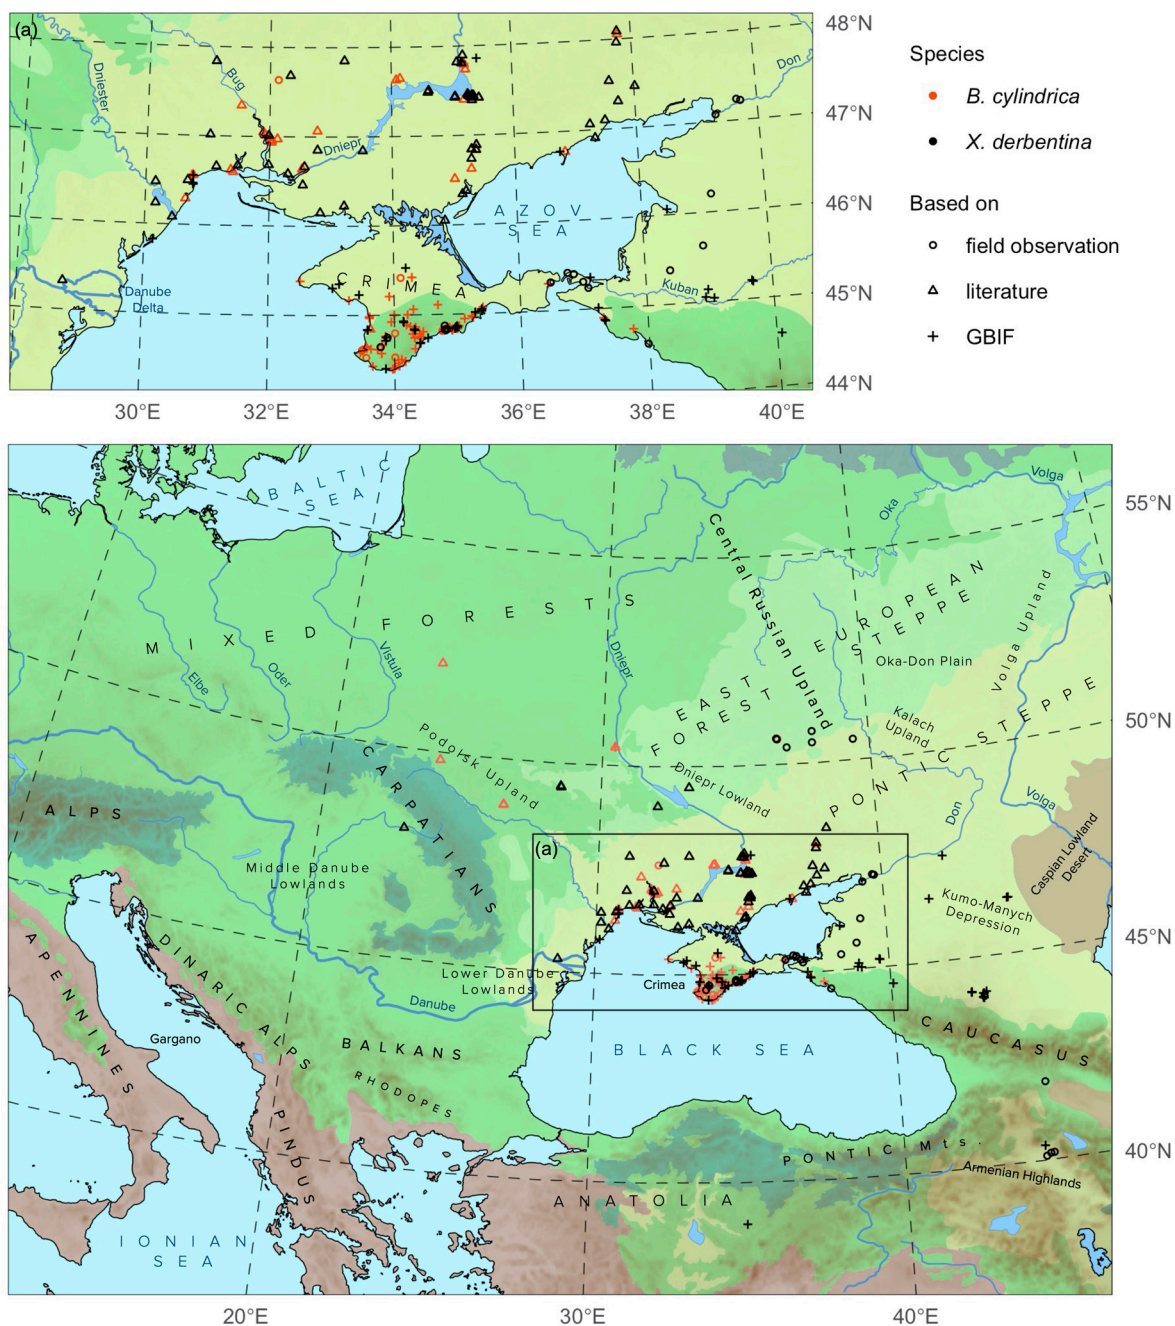 (a)
Dniester
Bug
Dniepr
Don
AZOV
SEA
CRIMEA
Kuban
Danube
Delta
48°N
47°N
46°N
45°N
44°N
30°E
32°E
34°E
36°E
38°E
40°E
Species
B. cylindrica
X. derbentina
Based on
field observation
literature
GBIF
BALTIC
SEA
Volga
Oka
55°N
Central Russian Upland
EAST EUROPEAN
FOREST STEPPE
Volga Upland
MIXED FORESTS
Oka-Don Plain
Elbe
Oder
Vistula
Dniepr
Kalach
Upland
PONTIC STEPPE
50°N
Podolsk Upland
Dniepr Lowland
CARPATIANS
Don
Volga
ALPS
(a)
Caspian Lowland
Desert
Middle Danube
Lowlands
Kumo-Manych
Depression
45°N
APENNINES
DINARIC ALPS
Lower Danube
Lowlands
Danube
Crimea
Gargano
BALKANS
BLACK SEA
CAUCASUS
RHODOPES
PINDUS
PONTIC Mts.
40°N
Armenian Highlands
ANATOLIA
IONIAN
SEA
20°E
30°E
40°E